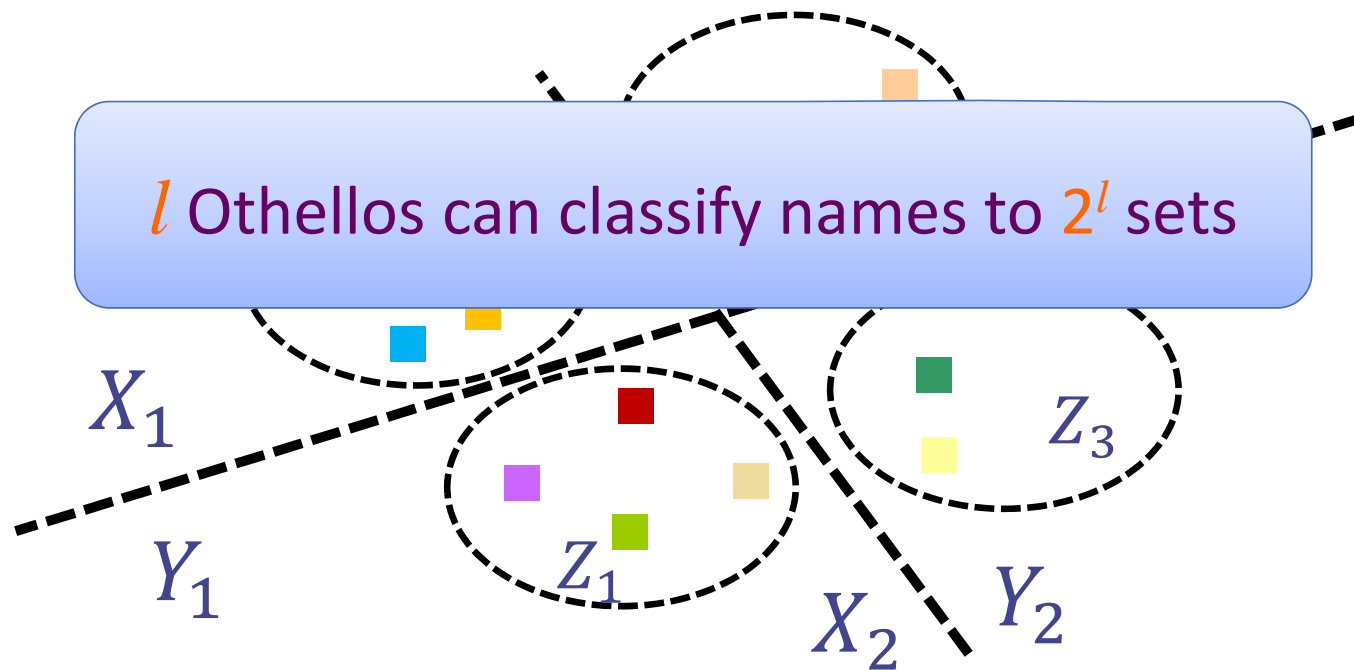 l Othellos can classify names to 2^l sets
X₁
Z₃
Y₁
Z₁
X₂
Y₂